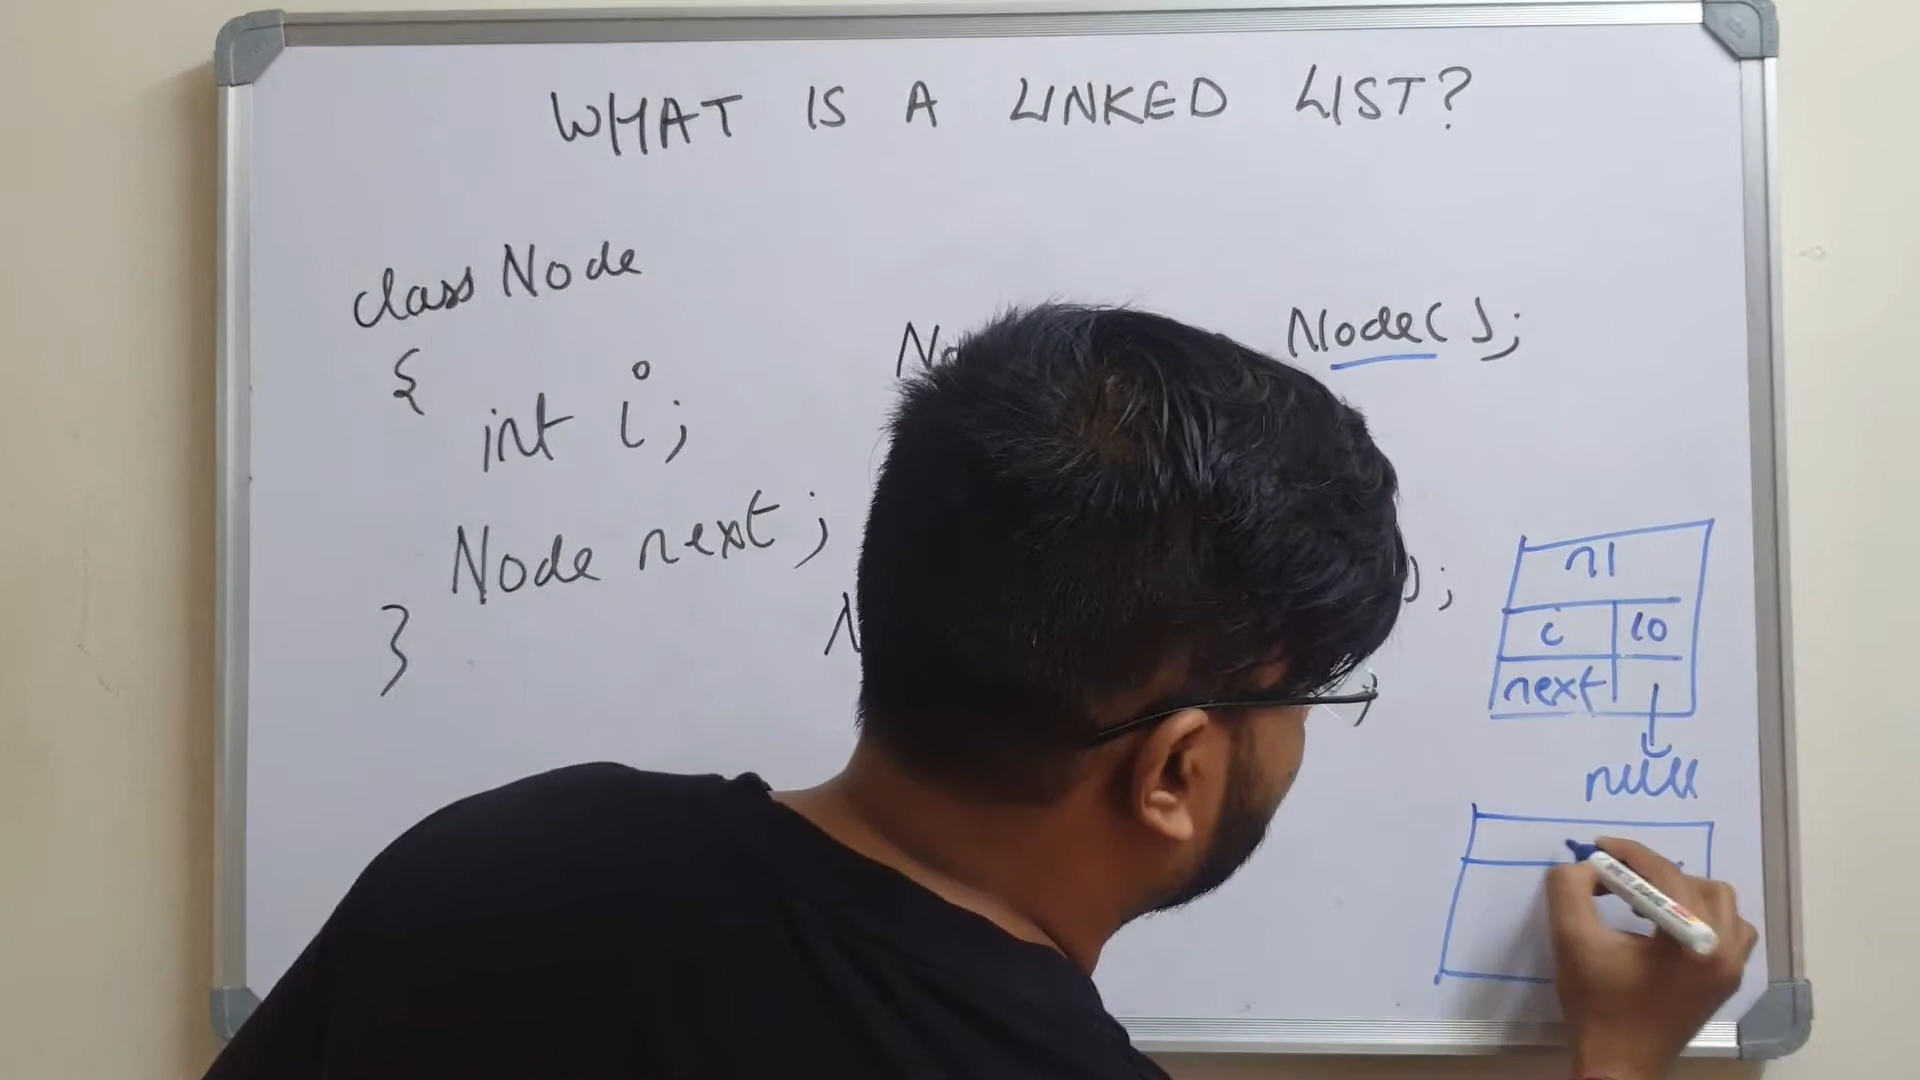 WHAT IS A LINKED LIST?
class Node
{
int i;
Node next;
}
Node();
);
;
n1
i 10
next
null